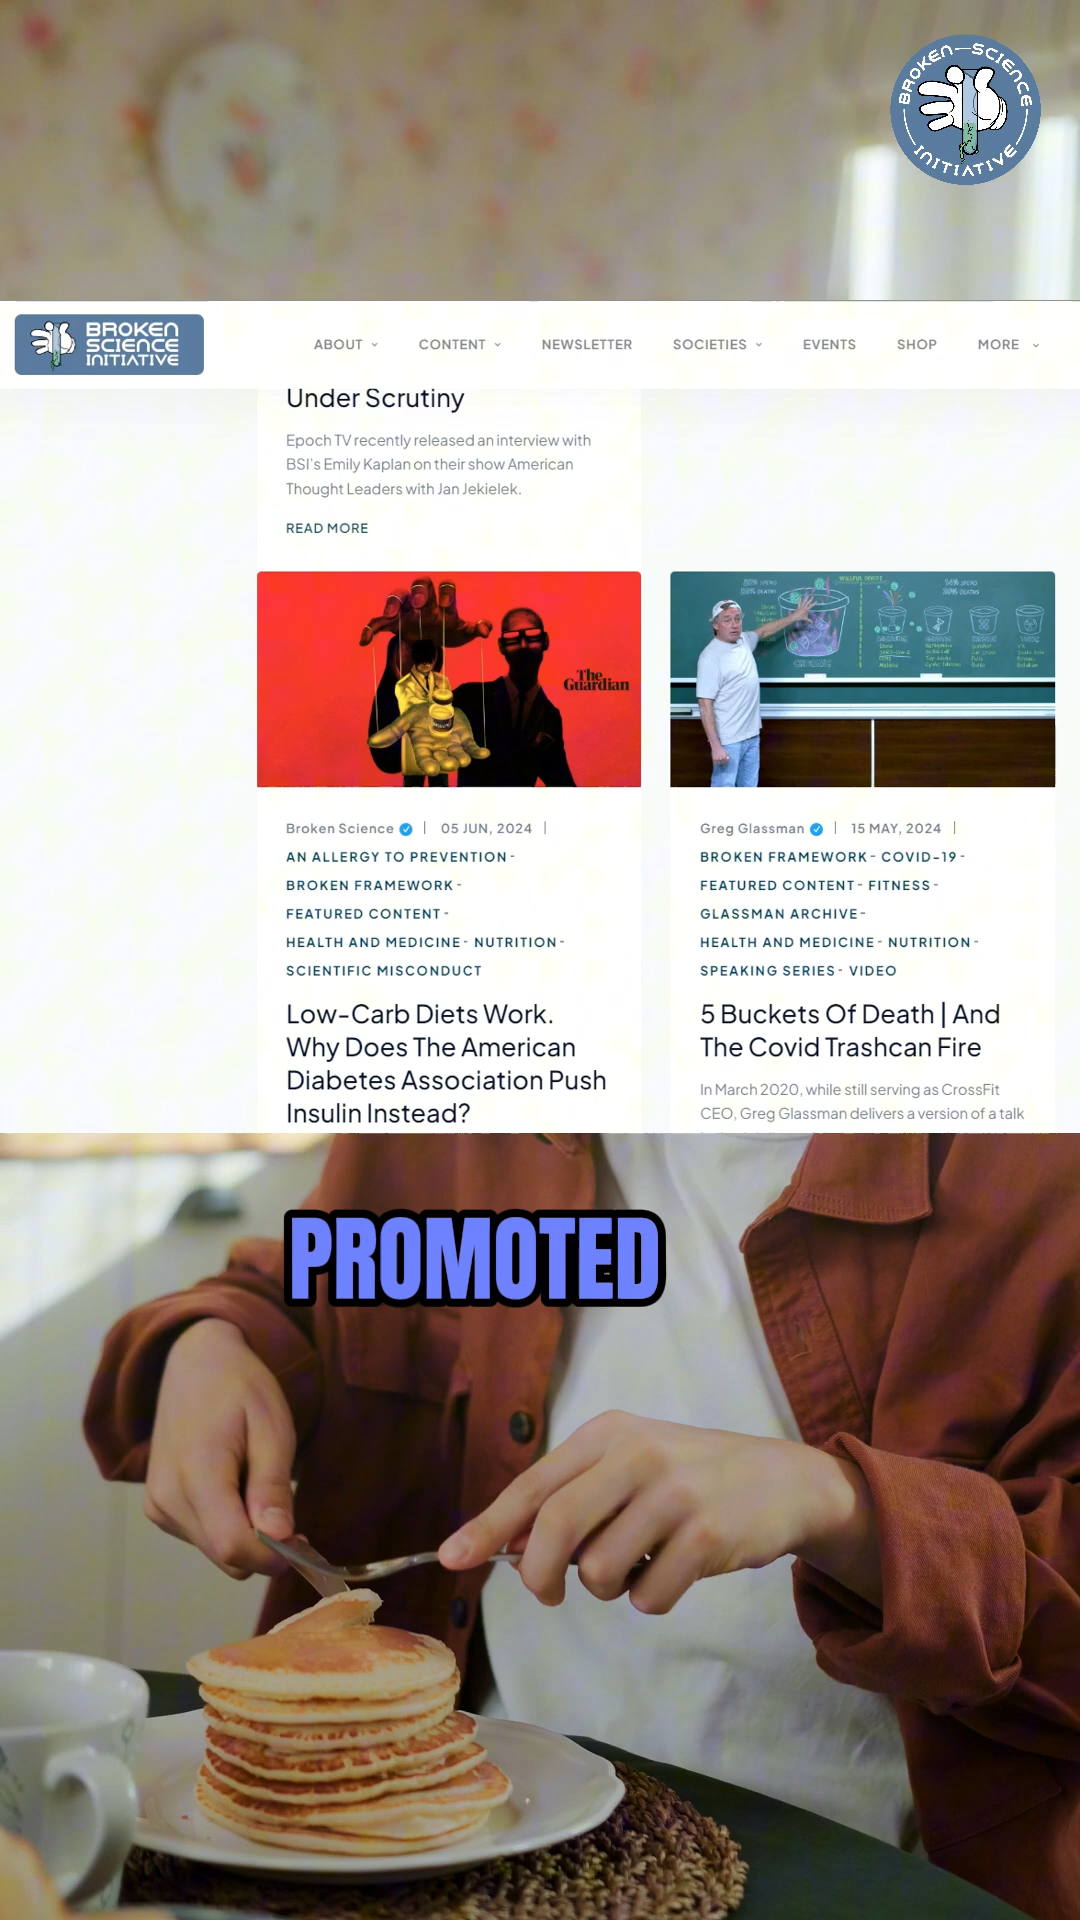 BROKEN—SCIENCE
INITIATIVE
BROKEN
SCIENCE
INITIATIVE
ABOUT
CONTENT
NEWSLETTER
SOCIETIES
EVENTS
SHOP
MORE
Under Scrutiny
Epoch TV recently released an interview with
BSI's Emily Kaplan on their show American
Thought Leaders with Jan Jekielek.
READ MORE
The
Guardian
Broken Science | 05 JUN, 2024 |
AN ALLERGY TO PREVENTION -
BROKEN FRAMEWORK -
FEATURED CONTENT -
HEALTH AND MEDICINE - NUTRITION -
SCIENTIFIC MISCONDUCT
Low-Carb Diets Work.
Why Does The American
Diabetes Association Push
Insulin Instead?
Greg Glassman | 15 MAY, 2024 |
BROKEN FRAMEWORK - COVID-19 -
FEATURED CONTENT - FITNESS -
GLASSMAN ARCHIVE -
HEALTH AND MEDICINE - NUTRITION -
SPEAKING SERIES - VIDEO
5 Buckets Of Death | And
The Covid Trashcan Fire
In March 2020, while still serving as CrossFit
CEO, Greg Glassman delivers a version of a talk
PROMOTED